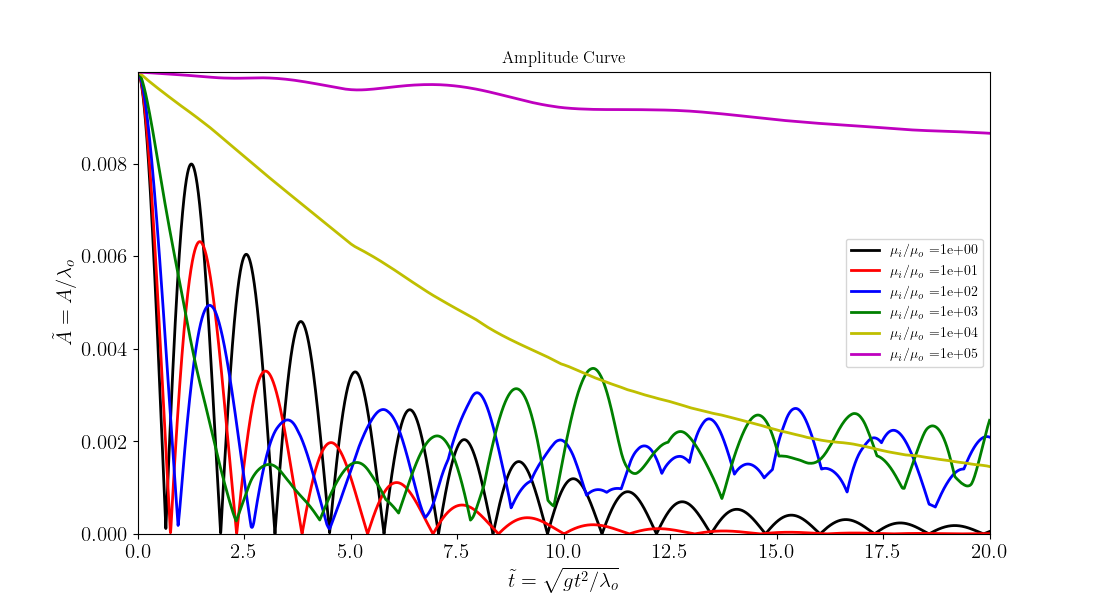 Amplitude Curve
Ã = A/λ_o
0.008
0.006
0.004
0.002
0.000
μ_i/μ_o =1e+00
μ_i/μ_o =1e+01
μ_i/μ_o =1e+02
μ_i/μ_o =1e+03
μ_i/μ_o =1e+04
μ_i/μ_o =1e+05
0.0 2.5 5.0 7.5 10.0 12.5 15.0 17.5 20.0
t̃ = √(gt²/λ_o)